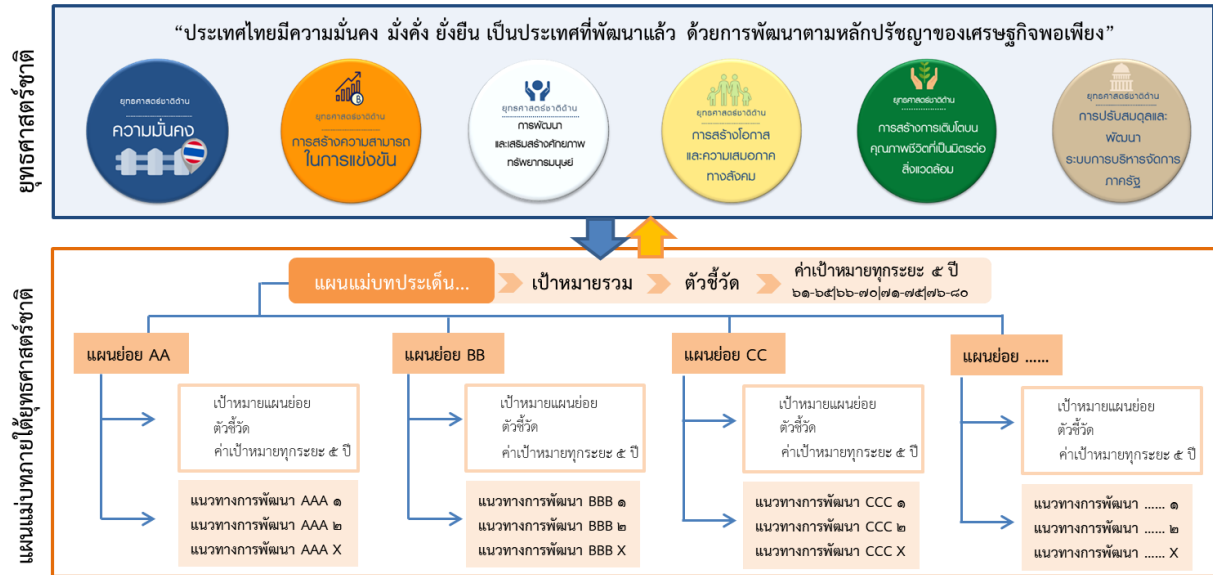 ยุทธศาสตร์ชาติ
“ประเทศไทยมีความมั่นคง มั่งคั่ง ยั่งยืน เป็นประเทศที่พัฒนาแล้ว ด้วยการพัฒนาตามหลักปรัชญาของเศรษฐกิจพอเพียง”
ยุทธศาสตร์ชาติด้าน
ความมั่นคง
ยุทธศาสตร์ชาติด้าน
การสร้างความสามารถ
ในการแข่งขัน
ยุทธศาสตร์ชาติด้าน
การพัฒนา
และเสริมสร้างศักยภาพ
ทรัพยากรมนุษย์
ยุทธศาสตร์ชาติด้าน
การสร้างโอกาส
และความเสมอภาค
ทางสังคม
ยุทธศาสตร์ชาติด้าน
การสร้างการเติบโตบน
คุณภาพชีวิตที่เป็นมิตรต่อ
สิ่งแวดล้อม
ยุทธศาสตร์ชาติด้าน
การปรับสมดุลและ
พัฒนา
ระบบการบริหารจัดการ
ภาครัฐ
แผนแม่บทภายใต้ยุทธศาสตร์ชาติ
แผนแม่บทประเด็น...
เป้าหมายรวม
ตัวชี้วัด
ค่าเป้าหมายทุกระยะ ๕ ปี
๖๑-๖๕|๖๖-๗๐|๗๑-๗๕|๗๖-๘๐
แผนย่อย AA
เป้าหมายแผนย่อย
ตัวชี้วัด
ค่าเป้าหมายทุกระยะ ๕ ปี
แนวทางการพัฒนา AAA ๑
แนวทางการพัฒนา AAA ๒
แนวทางการพัฒนา AAA X
แผนย่อย BB
เป้าหมายแผนย่อย
ตัวชี้วัด
ค่าเป้าหมายทุกระยะ ๕ ปี
แนวทางการพัฒนา BBB ๑
แนวทางการพัฒนา BBB ๒
แนวทางการพัฒนา BBB X
แผนย่อย CC
เป้าหมายแผนย่อย
ตัวชี้วัด
ค่าเป้าหมายทุกระยะ ๕ ปี
แนวทางการพัฒนา CCC ๑
แนวทางการพัฒนา CCC ๒
แนวทางการพัฒนา CCC X
แผนย่อย ......
เป้าหมายแผนย่อย
ตัวชี้วัด
ค่าเป้าหมายทุกระยะ ๕ ปี
แนวทางการพัฒนา ...... ๑
แนวทางการพัฒนา ...... ๒
แนวทางการพัฒนา ...... X